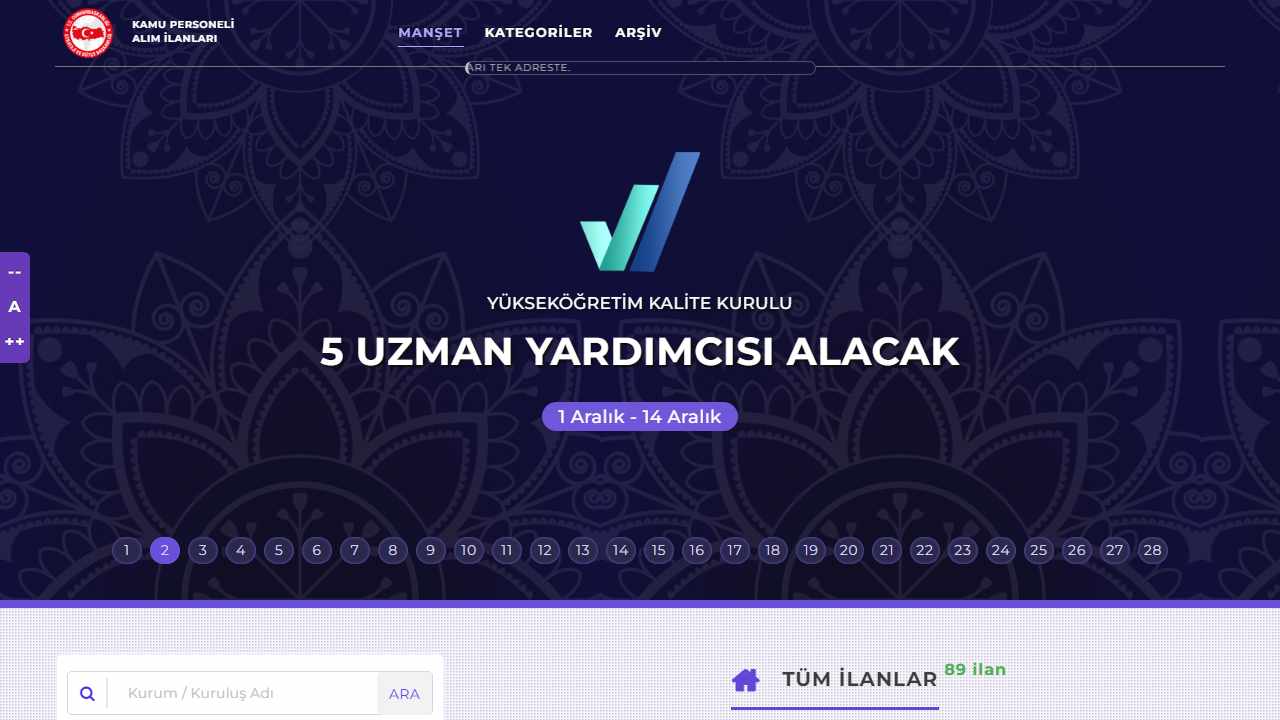 KAMU PERSONELİ
ALIM İLANLARI
MANŞET KATEGORİLER ARŞİV
ARI TEK ADRESTE.
--
A
++
YÜKSEKÖĞRETİM KALİTE KURULU
5 UZMAN YARDIMCISI ALACAK
1 Aralık - 14 Aralık
1 2 3 4 5 6 7 8 9 10 11 12 13 14 15 16 17 18 19 20 21 22 23 24 25 26 27 28
Kurum / Kuruluş Adı ARA
TÜM İLANLAR 89 ilan